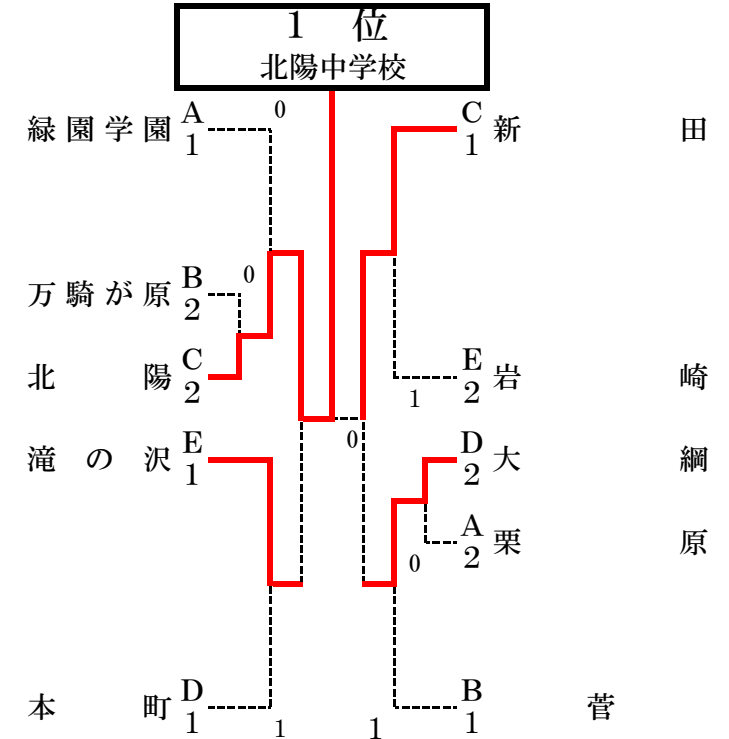 1 位
北陽中学校
0
緑園学園 A 1
C 1 新田
万騎が原 B 2
0
北陽 C 2
E 2 岩崎
1
0
滝の沢 E 1
D 2 大綱
A 2 栗原
0
本町 D 1
B 1 菅
1
1